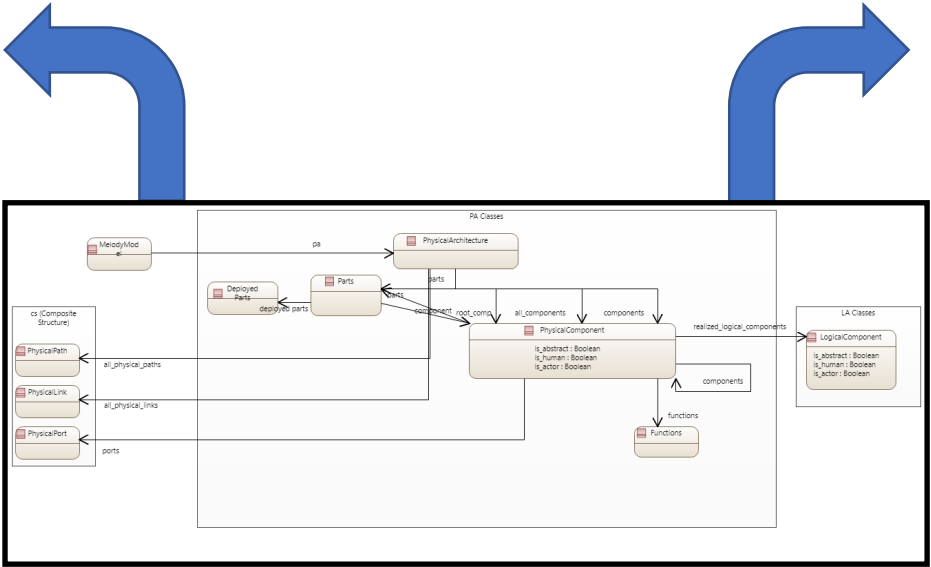 PA Classes
MelodyMod
el
pa
PhysicalArchitecture
parts
Deployed
Parts
Parts
parts
deployed parts
component
root_comp
all_components
components
PhysicalComponent
is_abstract : Boolean
is_human : Boolean
is_actor : Boolean
realized_logical_components
LA Classes
LogicalComponent
is_abstract : Boolean
is_human : Boolean
is_actor : Boolean
cs (Composite
Structure)
PhysicalPath
all_physical_paths
PhysicalLink
all_physical_links
PhysicalPort
ports
components
functions
Functions